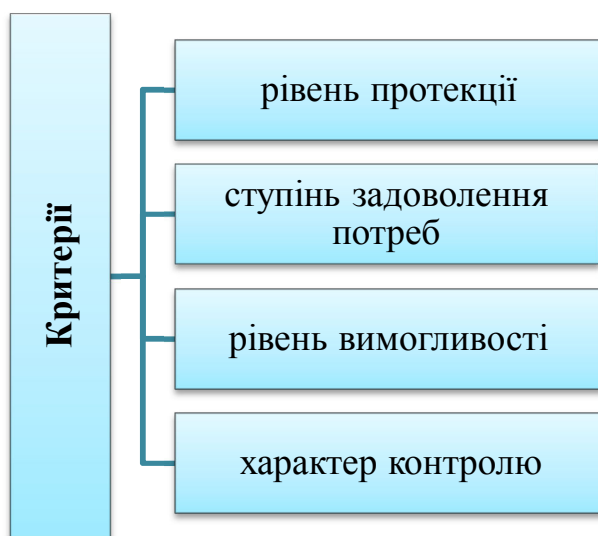 Критерії
рівень протекції
ступінь задоволення
потреб
рівень вимогливості
характер контролю